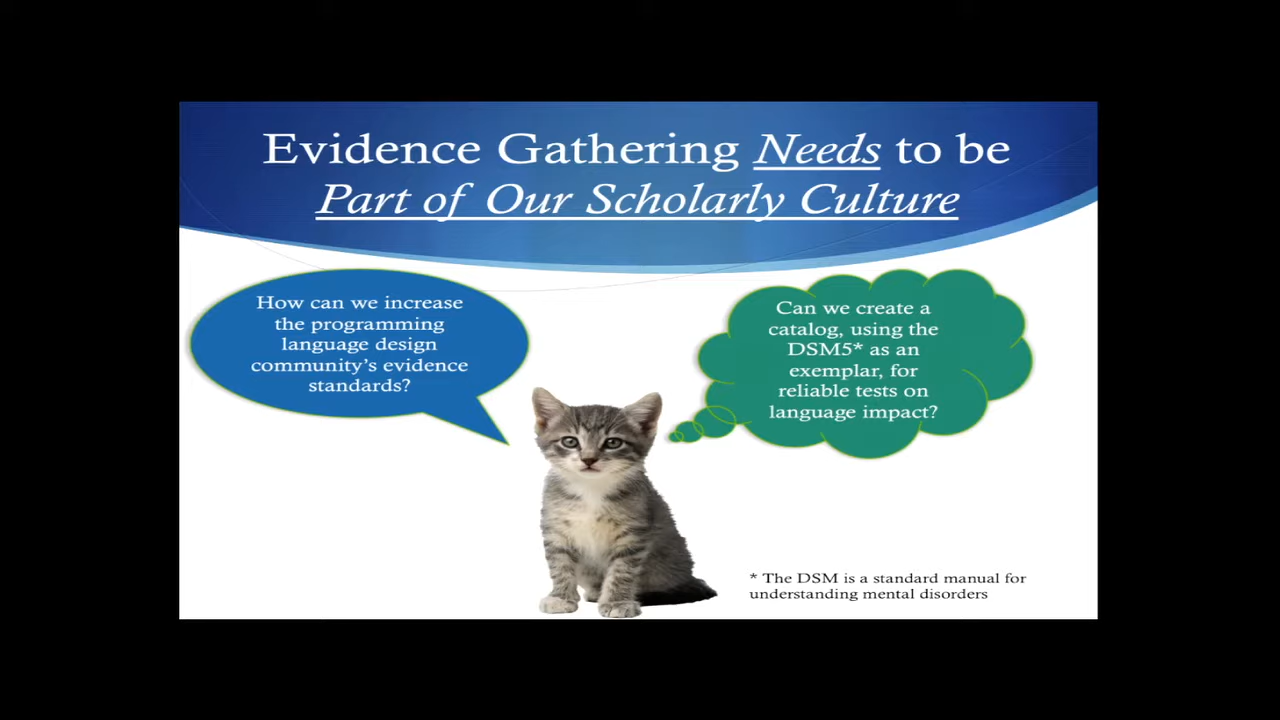 Evidence Gathering Needs to be
Part of Our Scholarly Culture
How can we increase
the programming
language design
community's evidence
standards?
Can we create a
catalog, using the
DSM5* as an
exemplar, for
reliable tests on
language impact?
* The DSM is a standard manual for
understanding mental disorders